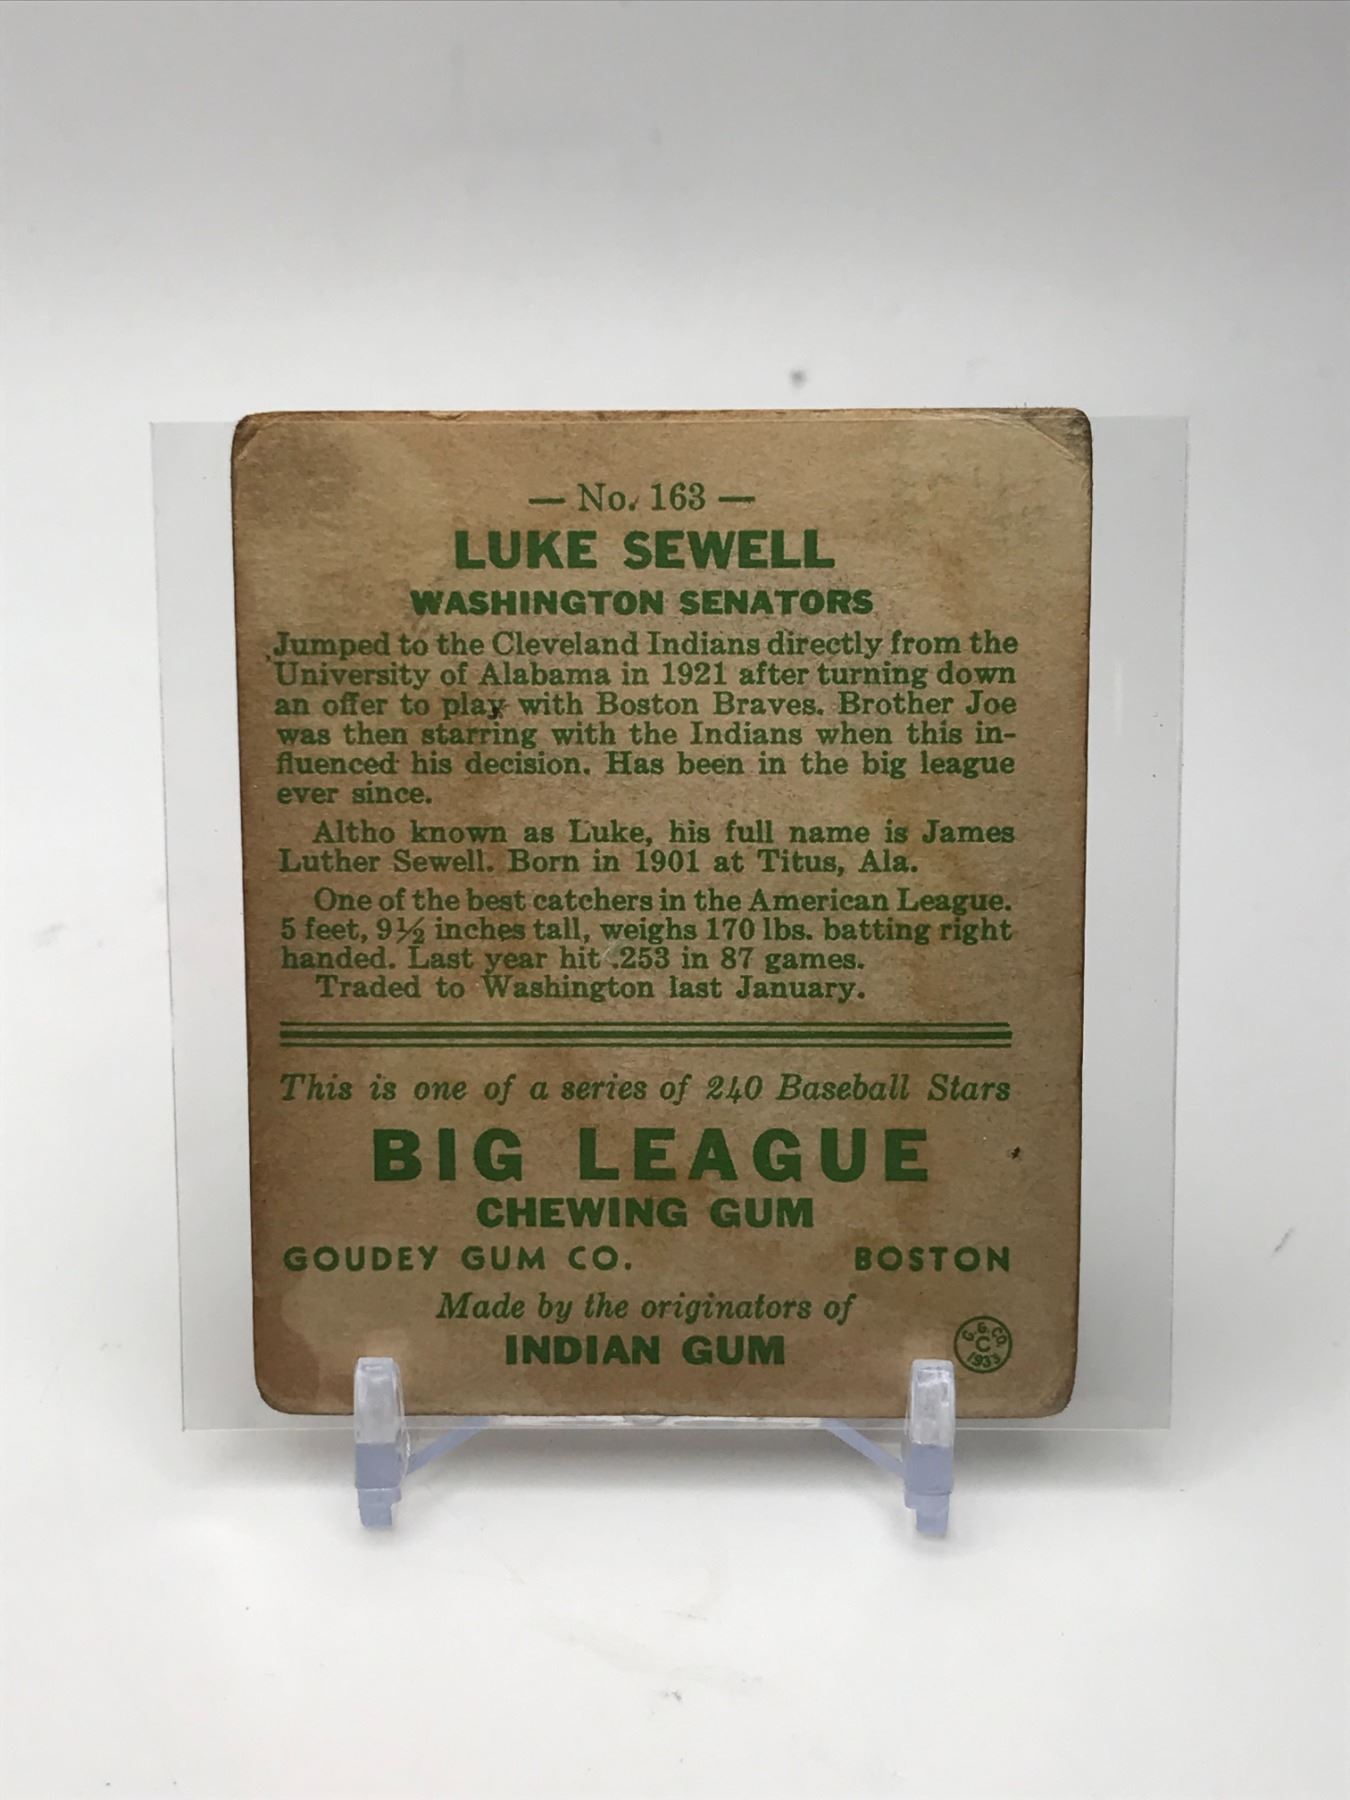 — No. 163 —
LUKE SEWELL
WASHINGTON SENATORS
Jumped to the Cleveland Indians directly from the
University of Alabama in 1921 after turning down
an offer to play with Boston Braves. Brother Joe
was then starring with the Indians when this in-
fluenced his decision. Has been in the big league
ever since.
Altho known as Luke, his full name is James
Luther Sewell. Born in 1901 at Titus, Ala.
One of the best catchers in the American League.
5 feet, 9½ inches tall, weighs 170 lbs. batting right
handed. Last year hit .253 in 87 games.
Traded to Washington last January.
This is one of a series of 240 Baseball Stars
BIG LEAGUE
CHEWING GUM
GOUDEY GUM CO. BOSTON
Made by the originators of
INDIAN GUM
G. G. CO.
C
1933